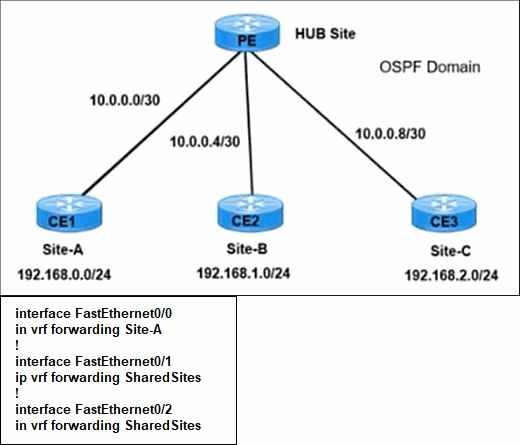 PE
HUB Site
OSPF Domain
10.0.0.0/30
10.0.0.4/30
10.0.0.8/30
CE1
CE2
CE3
Site-A
Site-B
Site-C
192.168.0.0/24
192.168.1.0/24
192.168.2.0/24
interface FastEthernet0/0
in vrf forwarding Site-A
!
interface FastEthernet0/1
ip vrf forwarding SharedSites
!
interface FastEthernet0/2
in vrf forwarding SharedSites